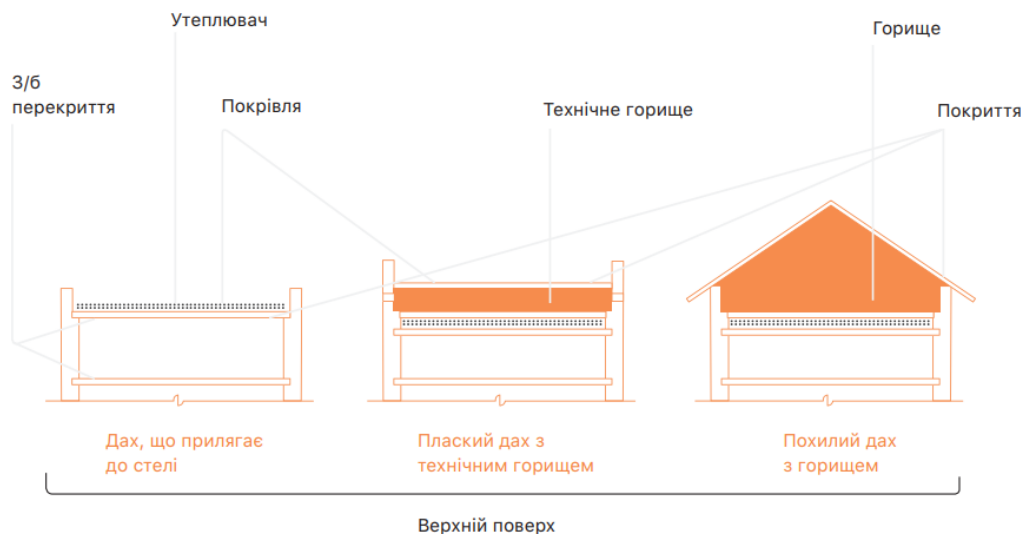 Утеплювач
Горище
З/б
перекриття
Покрівля
Технічне горище
Покриття
Дах, що прилягає
до стелі
Плаский дах з
технічним горищем
Похилий дах
з горищем
Верхній поверх